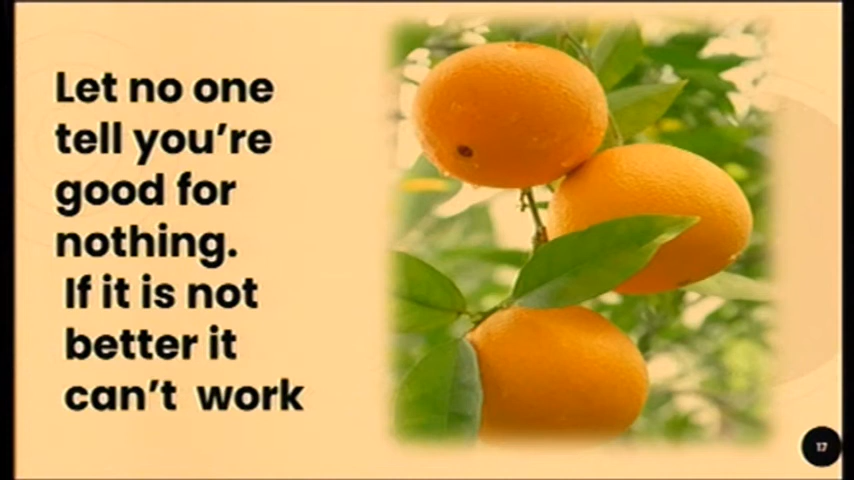 Let no one
tell you’re
good for
nothing.
If it is not
better it
can’t work
17